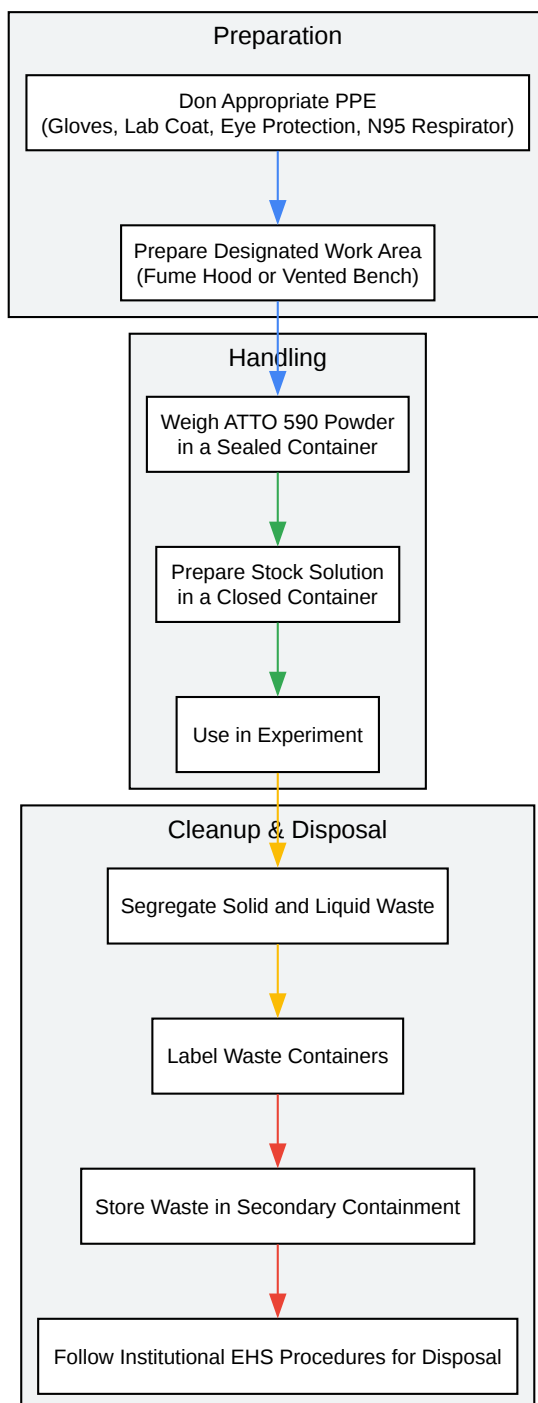 Preparation
Don Appropriate PPE
(Gloves, Lab Coat, Eye Protection, N95 Respirator)
Prepare Designated Work Area
(Fume Hood or Vented Bench)
Handling
Weigh ATTO 590 Powder
in a Sealed Container
Prepare Stock Solution
in a Closed Container
Use in Experiment
Cleanup & Disposal
Segregate Solid and Liquid Waste
Label Waste Containers
Store Waste in Secondary Containment
Follow Institutional EHS Procedures for Disposal